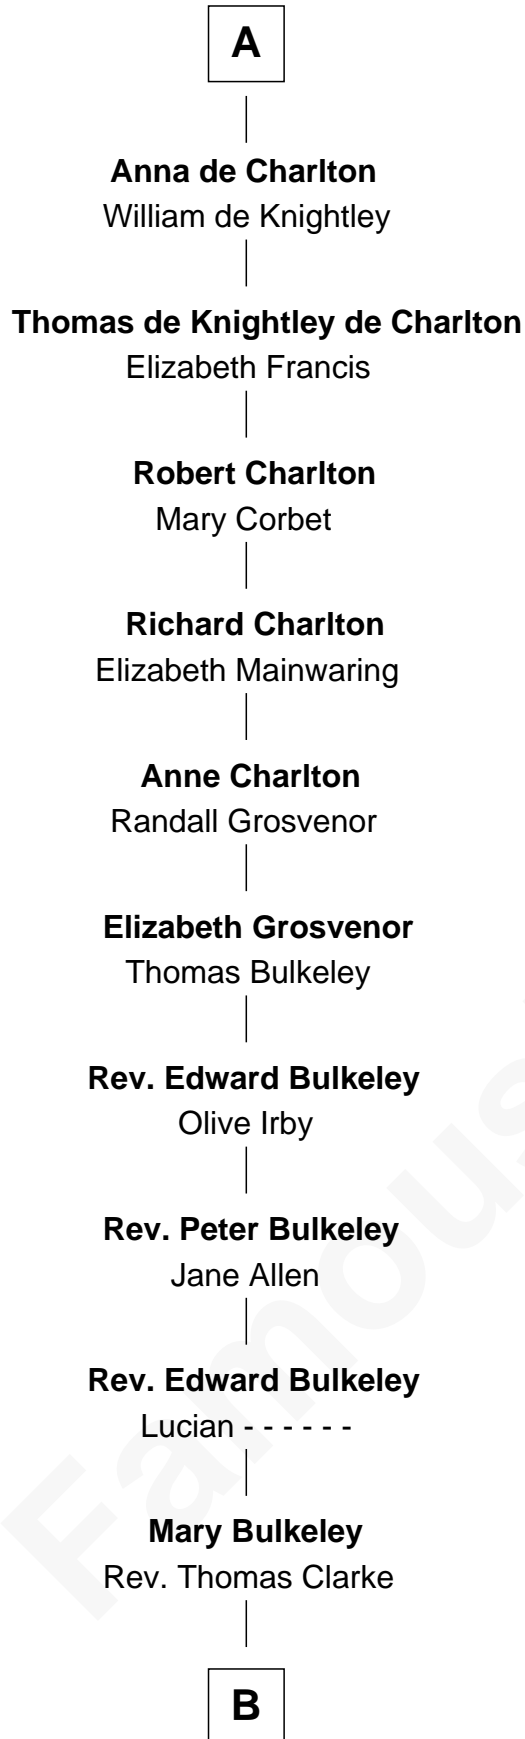 A
Anna de Charlton
William de Knightley
Thomas de Knightley de Charlton
Elizabeth Francis
Robert Charlton
Mary Corbet
Richard Charlton
Elizabeth Mainwaring
Anne Charlton
Randall Grosvenor
Elizabeth Grosvenor
Thomas Bulkeley
Rev. Edward Bulkeley
Olive Irby
Rev. Peter Bulkeley
Jane Allen
Rev. Edward Bulkeley
Lucian - - - - - -
Mary Bulkeley
Rev. Thomas Clarke
B
Famous